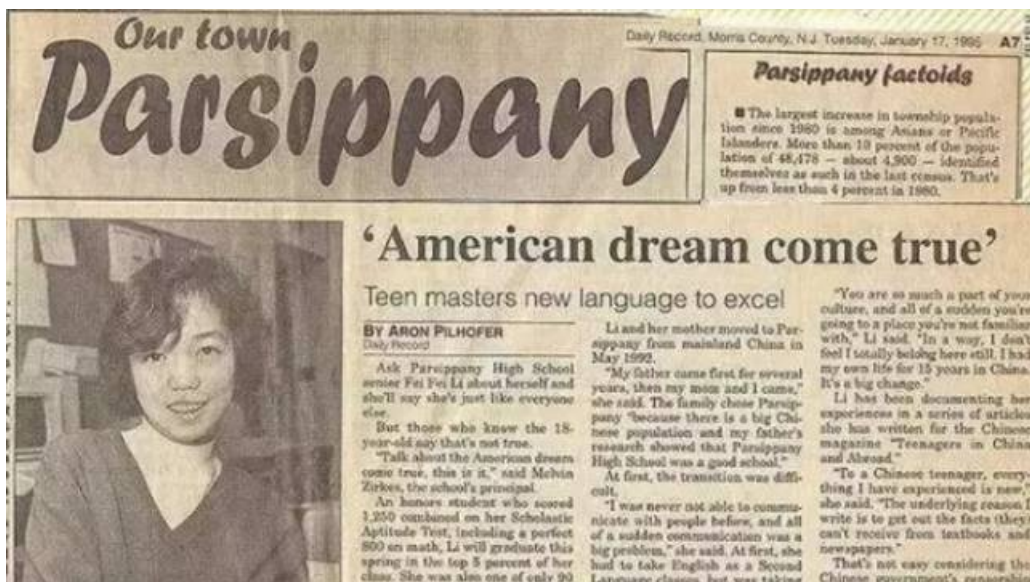 Our town
Parsippany
Daily Record, Morris County, N.J. Tuesday, January 17, 1995 A7
Parsippany factoids
■ The largest increase in township popula-
tion since 1980 is among Asians or Pacific
Islanders. More than 10 percent of the popu-
lation of 48,478 — about 4,900 — identified
themselves as such in the last census. That's
up from less than 4 percent in 1980.
‘American dream come true’
Teen masters new language to excel
BY ARON PILHOFER
Daily Record
Ask Parsippany High School
senior Fei Fei Li about herself and
she'll say she's just like everyone
else.
But those who know the 18-
year-old say that's not true.
"Talk about the American dream
come true, this is it," said Melvin
Zirkes, the school's principal.
An honors student who scored
1,250 combined on her Scholastic
Aptitude Test, including a perfect
800 on math, Li will graduate this
spring in the top 5 percent of her
class. She was also one of only 90
Li and her mother moved to Par-
sippany from mainland China in
May 1992.
"My father came first for several
years, then my mom and I came,"
she said. The family chose Parsip-
pany "because there is a big Chi-
nese population and my father's
research showed that Parsippany
High School was a good school."
At first, the transition was diffi-
cult.
"I was never not able to commu-
nicate with people before, and all
of a sudden communication was a
big problem," she said. At first, she
had to take English as a Second
Language classes, but was taking
"You are so much a part of your
culture, and all of a sudden you're
going to a place you're not familiar
with," Li said. "In a way, I don't
feel I totally belong here still. I had
my own life for 15 years in China.
It's a big change."
Li has been documenting her
experiences in a series of articles
she has written for the Chinese
magazine "Teenagers in China
and Abroad."
"To a Chinese teenager, every-
thing I have experienced is new,"
she said. "The underlying reason I
write is to get out the facts (they)
can't receive from textbooks and
newspapers."
That's not easy considering the
Chinese government's